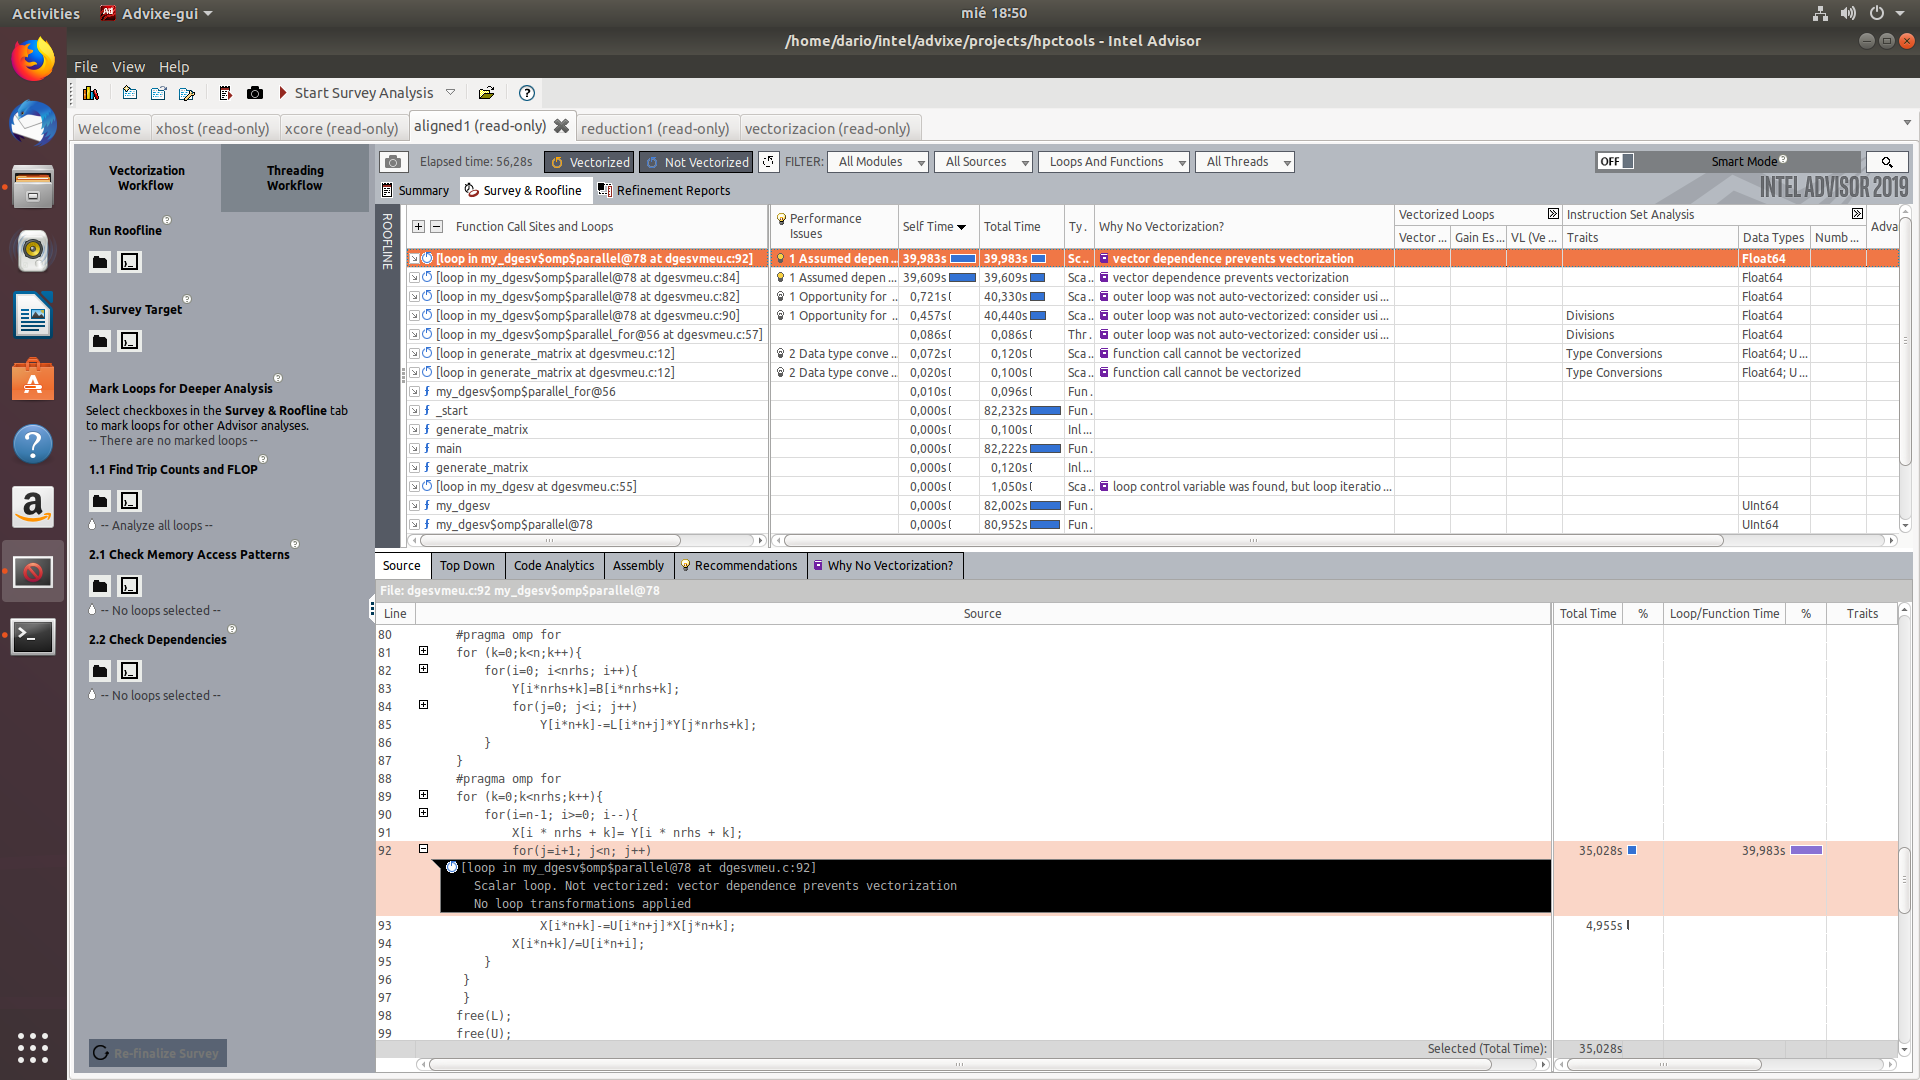 Activities Advixe-gui mié 18:50
/home/dario/intel/advixe/projects/hpctools - Intel Advisor
File View Help
Start Survey Analysis
Welcome xhost (read-only) xcore (read-only) aligned1 (read-only) reduction1 (read-only) vectorizacion (read-only)
Vectorization Workflow
Threading Workflow
Run Roofline
1. Survey Target
Mark Loops for Deeper Analysis
Select checkboxes in the Survey & Roofline tab
to mark loops for other Advisor analyses.
-- There are no marked loops --
1.1 Find Trip Counts and FLOP
-- Analyze all loops --
2.1 Check Memory Access Patterns
-- No loops selected --
2.2 Check Dependencies
-- No loops selected --
Re-finalize Survey
Elapsed time: 56,28s Vectorized Not Vectorized FILTER: All Modules All Sources Loops And Functions All Threads OFF Smart Mode
Summary Survey & Roofline Refinement Reports INTEL ADVISOR 2019
ROOFLINE
Function Call Sites and Loops Performance Issues Self Time Total Time Ty. Why No Vectorization? Vectorized Loops Instruction Set Analysis Adva
Vector ... Gain Es... VL (Ve ... Traits Data Types Numb...
[loop in my_dgesv$omp$parallel@78 at dgesvmeu.c:92] 1 Assumed depen ... 39,983s 39,983s Sc .. vector dependence prevents vectorization Float64
[loop in my_dgesv$omp$parallel@78 at dgesvmeu.c:84] 1 Assumed depen ... 39,609s 39,609s Sca.. vector dependence prevents vectorization Float64
[loop in my_dgesv$omp$parallel@78 at dgesvmeu.c:82] 1 Opportunity for ... 0,721s 40,330s Sca.. outer loop was not auto-vectorized: consider usi ... Float64
[loop in my_dgesv$omp$parallel@78 at dgesvmeu.c:90] 1 Opportunity for ... 0,457s 40,440s Sca.. outer loop was not auto-vectorized: consider usi ... Divisions Float64
[loop in my_dgesv$omp$parallel_for@56 at dgesvmeu.c:57] 0,086s 0,086s Thr . outer loop was not auto-vectorized: consider usi ... Divisions Float64
[loop in generate_matrix at dgesvmeu.c:12] 2 Data type conve ... 0,072s 0,120s Sca.. function call cannot be vectorized Type Conversions Float64; U ...
[loop in generate_matrix at dgesvmeu.c:12] 2 Data type conve ... 0,020s 0,100s Sca.. function call cannot be vectorized Type Conversions Float64; U ...
f my_dgesv$omp$parallel_for@56 0,010s 0,096s Fun .
f _start 0,000s 82,232s Fun .
f generate_matrix 0,000s 0,100s Inl ...
f main 0,000s 82,222s Fun .
f generate_matrix 0,000s 0,120s Inl ...
[loop in my_dgesv at dgesvmeu.c:55] 0,000s 1,050s Sca.. loop control variable was found, but loop iteratio ...
f my_dgesv 0,000s 82,002s Fun . UInt64
f my_dgesv$omp$parallel@78 0,000s 80,952s Fun . UInt64
Source Top Down Code Analytics Assembly Recommendations Why No Vectorization?
File: dgesvmeu.c:92 my_dgesv$omp$parallel@78
Line Source Total Time % Loop/Function Time % Traits
80 #pragma omp for
81 for (k=0;k<n;k++){
82 for(i=0; i<nrhs; i++){
83 Y[i*nrhs+k]=B[i*nrhs+k];
84 for(j=0; j<i; j++)
85 Y[i*n+k]-=L[i*n+j]*Y[j*nrhs+k];
86 }
87 }
88 #pragma omp for
89 for (k=0;k<nrhs;k++){
90 for(i=n-1; i>=0; i--){
91 X[i * nrhs + k]= Y[i * nrhs + k];
92 for(j=i+1; j<n; j++) 35,028s 39,983s
[loop in my_dgesv$omp$parallel@78 at dgesvmeu.c:92]
Scalar loop. Not vectorized: vector dependence prevents vectorization
No loop transformations applied
93 X[i*n+k]-=U[i*n+j]*X[j*n+k]; 4,955s
94 X[i*n+k]/=U[i*n+i];
95 }
96 }
97 }
98 free(L);
99 free(U);
Selected (Total Time): 35,028s